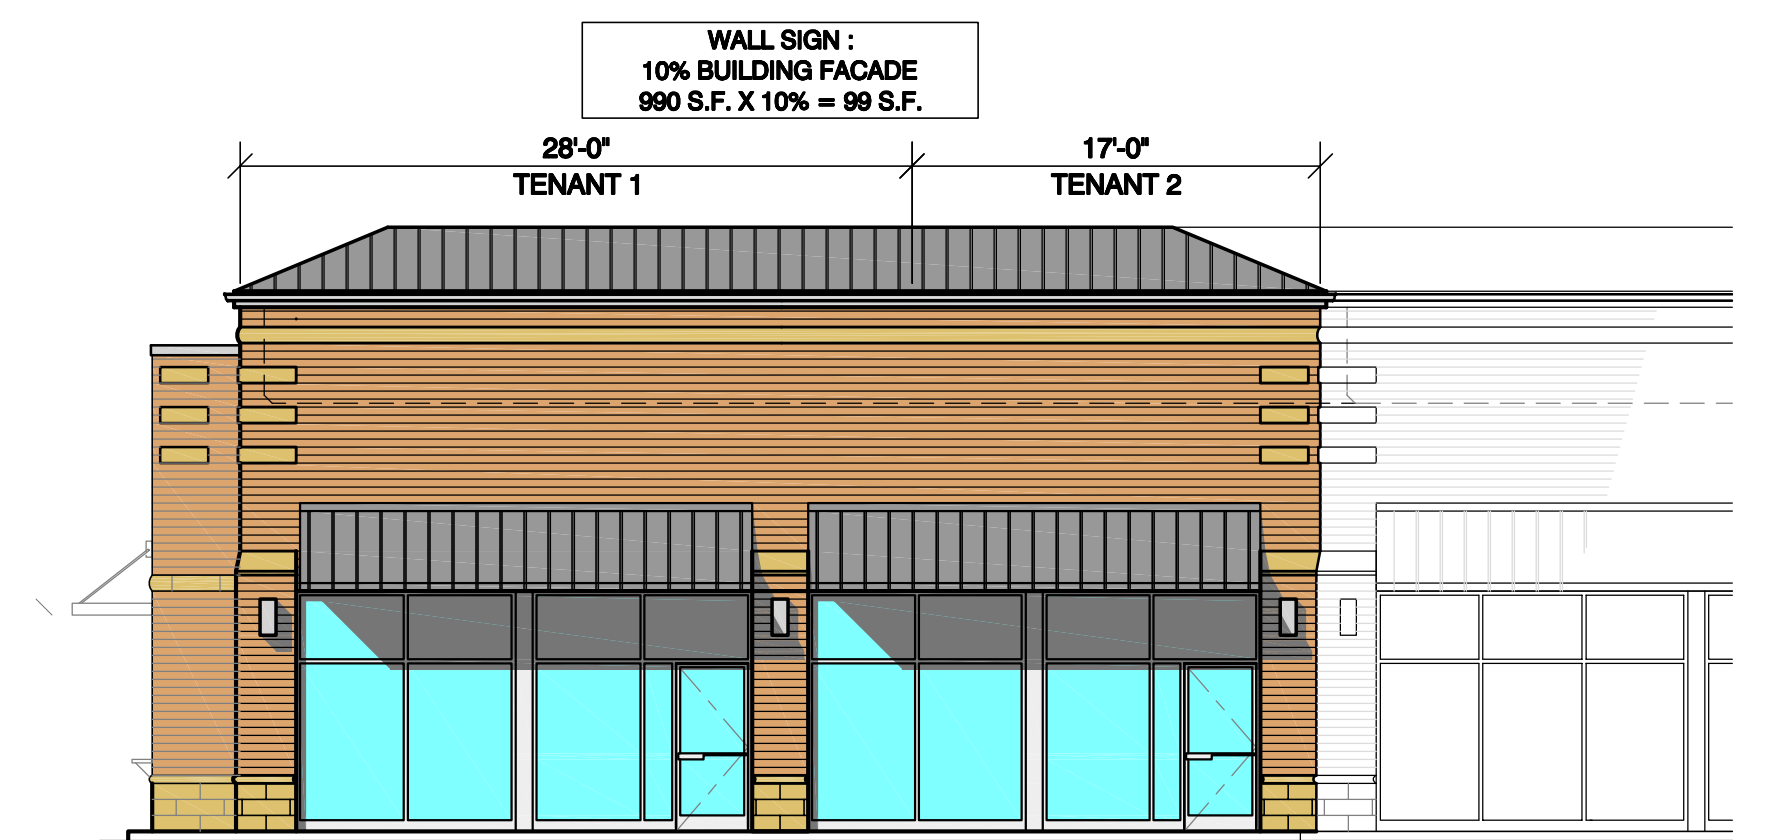 WALL SIGN :
10% BUILDING FACADE
990 S.F. X 10% = 99 S.F.
28'-0"
17'-0"
TENANT 1
TENANT 2